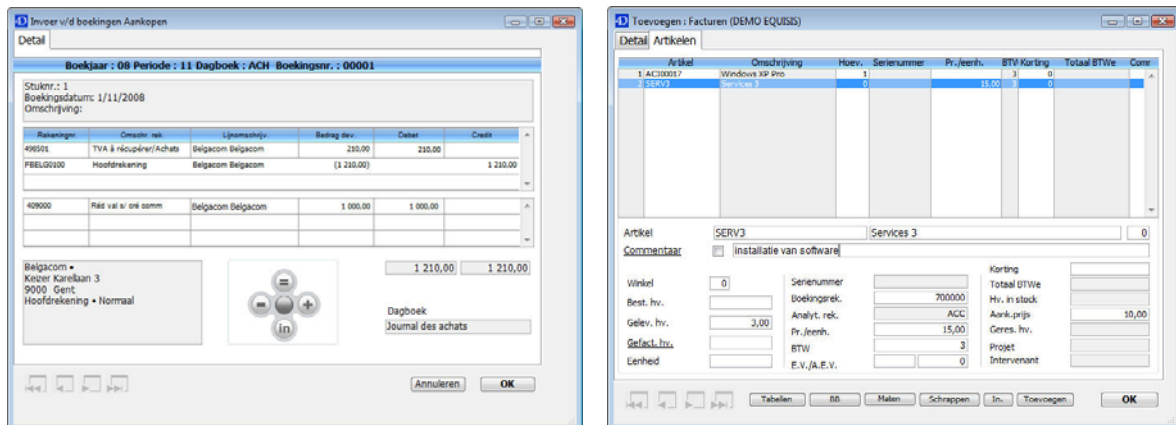 Invoer v/d boekingen Aankopen
Detail
Boekjaar : 08 Periode : 11 Dagboek : ACH Boekingsnr. : 00001
Stuknr.: 1
Boekingsdatum: 1/11/2008
Omschrijving:
Rekeningnr. Omschr. rek. Lijnomschrijv. Bedrag dev. Debet Credit
498501 TVA à récupérer/Achats Belgacom Belgacom 210,00 210,00
FBELG0100 Hoofdrekening Belgacom Belgacom (1 210,00) 1 210,00
409000 Réd val s/ cré comm Belgacom Belgacom 1 000,00 1 000,00
1 210,00 1 210,00
Belgacom •
Keizer Karellaan 3
9000 Gent
Hoofdrekening • Normaal
in
Dagboek
Journal des achats
Annuleren OK
Toevoegen : Facturen (DEMO EQUISIS)
Detail Artikelen
Artikel Omschrijving Hoev. Serienummer Pr./eenh. BTW Korting Totaal BTWe Comr
1 ACI00017 Windows XP Pro 1 3 0
2 SERV3 Services 3 0 15,00 3 0
Artikel SERV3 Services 3 0
Commentaar installatie van software
Winkel 0
Best. hv.
Gelev. hv. 3,00
Gefact. hv.
Eenheid
Serienummer
Boekingsrek. 700000
Analyt. rek. ACC
Pr./eenh. 15,00
BTW 3
E.V./A.E.V. 0
Korting
Totaal BTWe
Hv. in stock
Aank.prijs 10,00
Geres. hv.
Projet
Intervenant
Tabellen BB Maten Schrappen In. Toevoegen OK